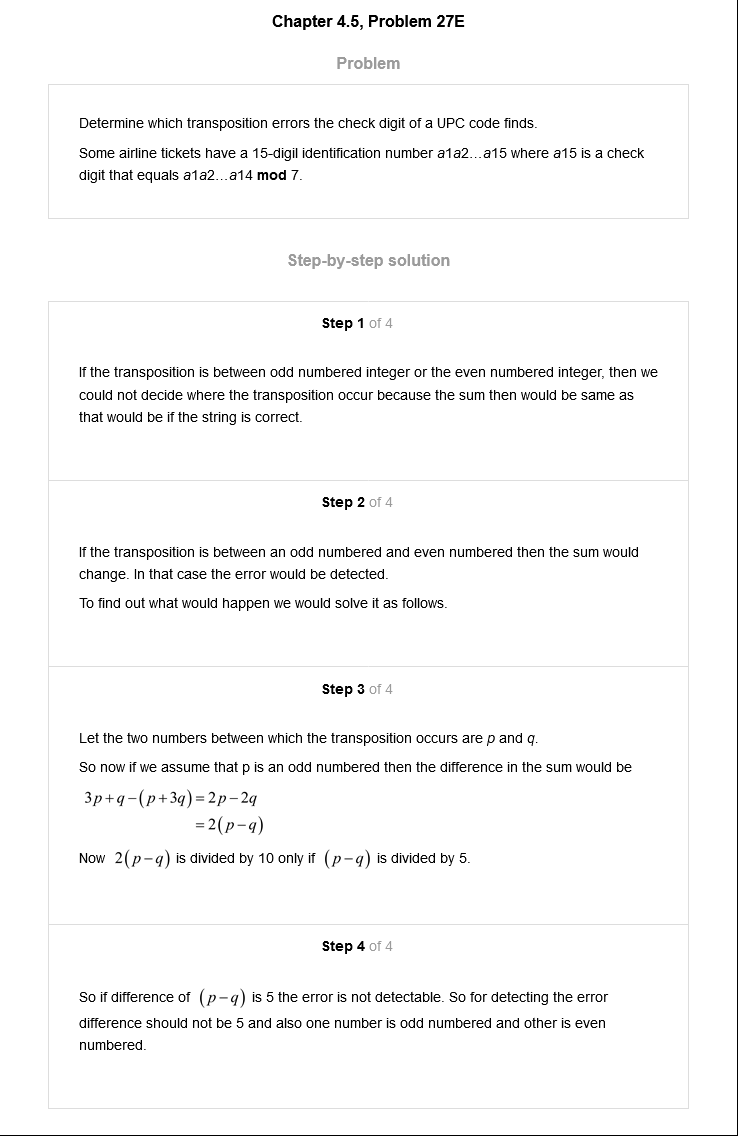 Chapter 4.5, Problem 27E
Problem
Determine which transposition errors the check digit of a UPC code finds.
Some airline tickets have a 15-digil identification number a1a2...a15 where a15 is a check
digit that equals a1a2...a14 mod 7.
Step-by-step solution
Step 1 of 4
If the transposition is between odd numbered integer or the even numbered integer, then we
could not decide where the transposition occur because the sum then would be same as
that would be if the string is correct.
Step 2 of 4
If the transposition is between an odd numbered and even numbered then the sum would
change. In that case the error would be detected.
To find out what would happen we would solve it as follows.
Step 3 of 4
Let the two numbers between which the transposition occurs are p and q.
So now if we assume that p is an odd numbered then the difference in the sum would be
3p+q−(p+3q)=2p−2q
=2(p−q)
Now 2(p−q) is divided by 10 only if (p−q) is divided by 5.
Step 4 of 4
So if difference of (p−q) is 5 the error is not detectable. So for detecting the error
difference should not be 5 and also one number is odd numbered and other is even
numbered.